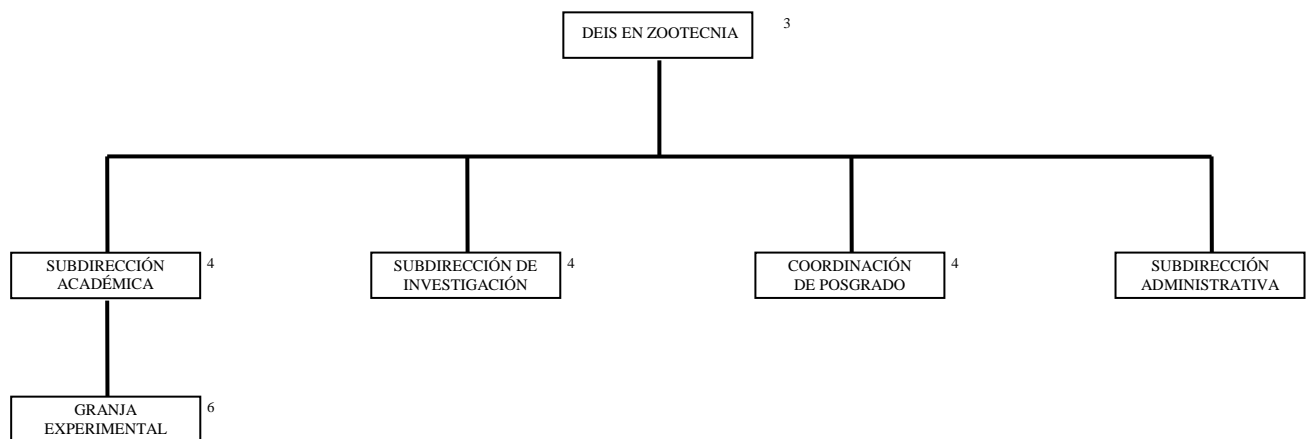 DEIS EN ZOOTECNIA 3
SUBDIRECCIÓN
ACADÉMICA
4
SUBDIRECCIÓN DE
INVESTIGACIÓN
4
COORDINACIÓN
DE POSGRADO
4
SUBDIRECCIÓN
ADMINISTRATIVA
GRANJA
EXPERIMENTAL
6